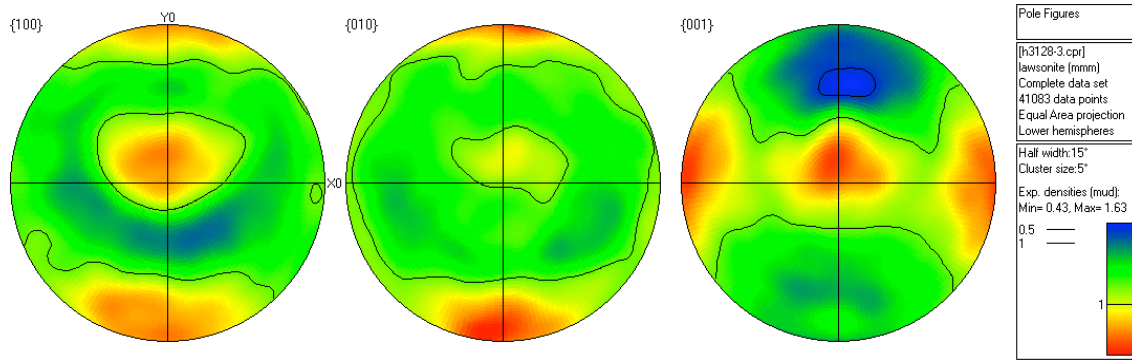 {100}
Y0
X0
{010}
{001}
Pole Figures
[h3128-3.cpr]
lawsonite (mmm)
Complete data set
41083 data points
Equal Area projection
Lower hemispheres
Half width:15°
Cluster size:5°
Exp. densities (mud):
Min= 0.43, Max= 1.63
0.5
1
1